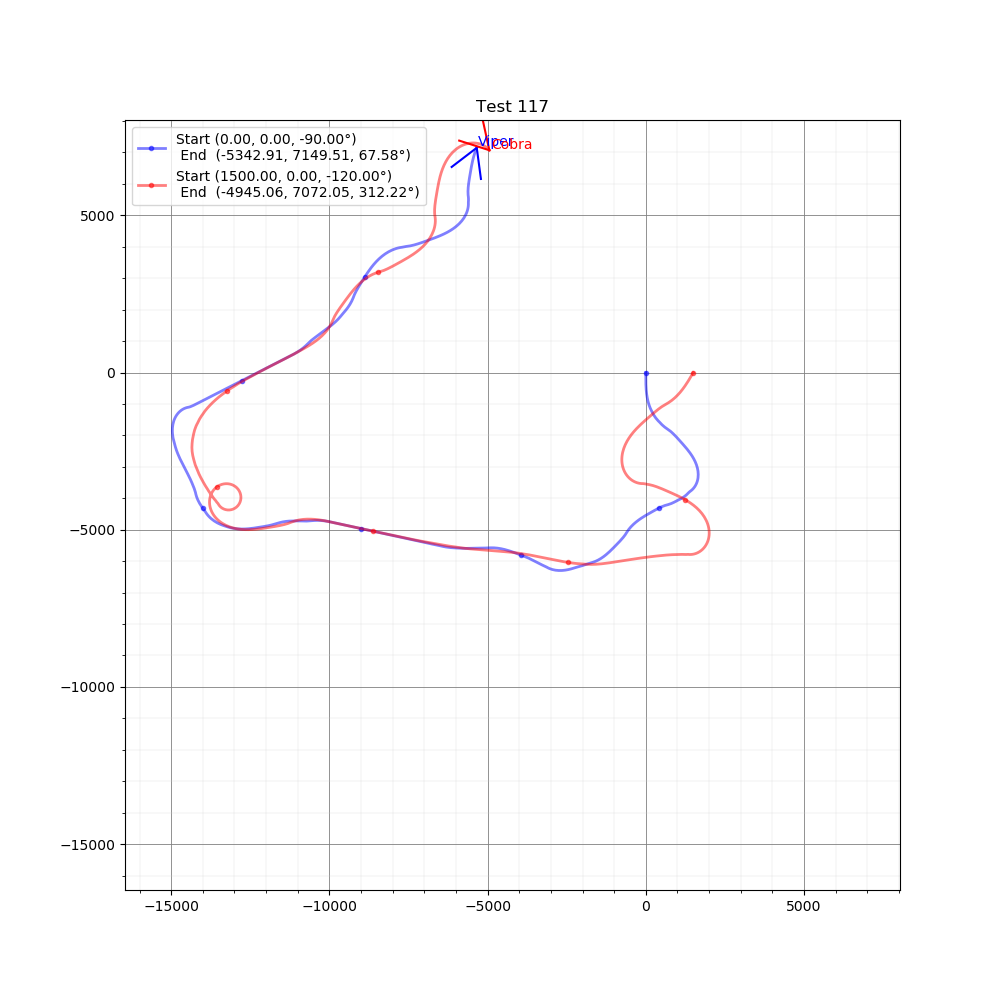 Test 117
Start (0.00, 0.00, -90.00°)
End  (-5342.91, 7149.51, 67.58°)
Start (1500.00, 0.00, -120.00°)
End  (-4945.06, 7072.05, 312.22°)
Viper
Cobra
5000
0
−5000
−10000
−15000
−15000
−10000
−5000
0
5000